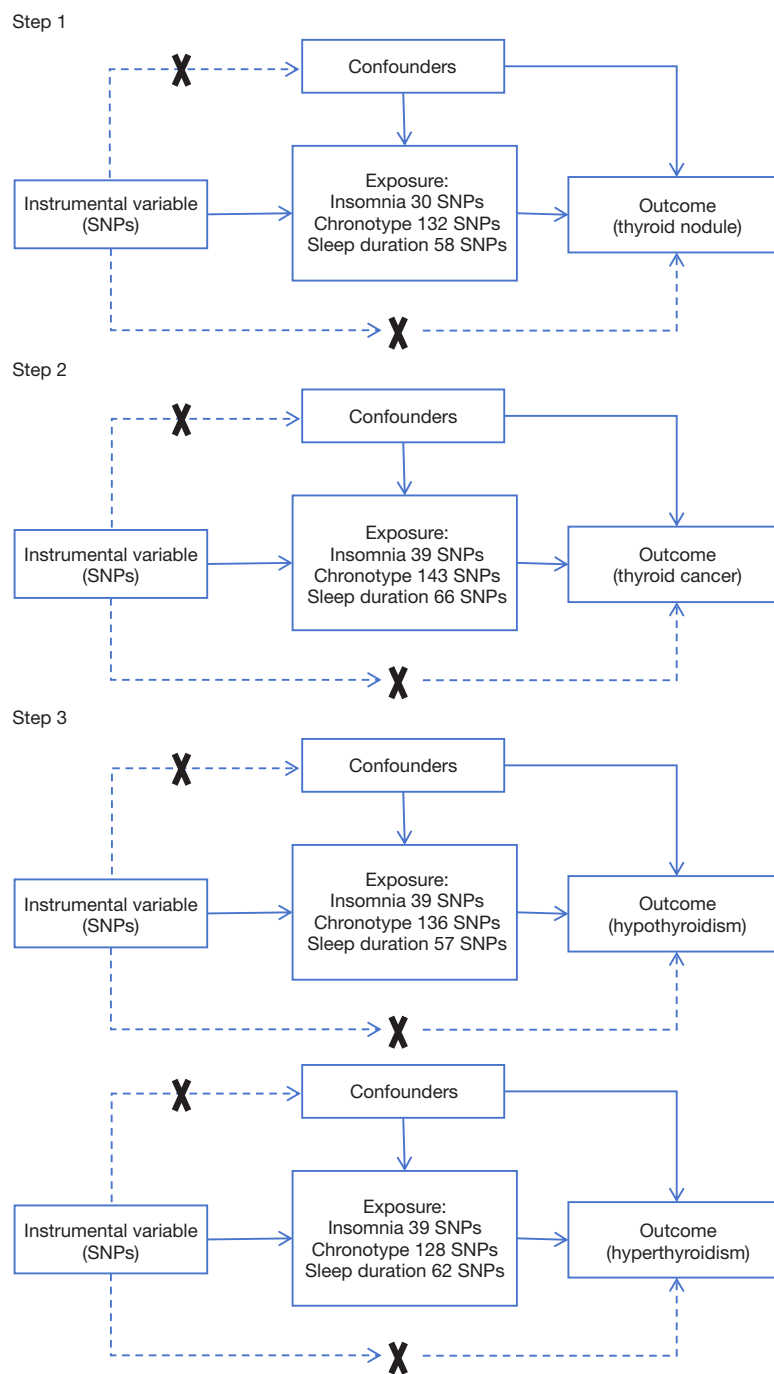 Step 1
Confounders
Instrumental variable
(SNPs)
Exposure:
Insomnia 30 SNPs
Chronotype 132 SNPs
Sleep duration 58 SNPs
Outcome
(thyroid nodule)
Step 2
Confounders
Instrumental variable
(SNPs)
Exposure:
Insomnia 39 SNPs
Chronotype 143 SNPs
Sleep duration 66 SNPs
Outcome
(thyroid cancer)
Step 3
Confounders
Instrumental variable
(SNPs)
Exposure:
Insomnia 39 SNPs
Chronotype 136 SNPs
Sleep duration 57 SNPs
Outcome
(hypothyroidism)
Confounders
Instrumental variable
(SNPs)
Exposure:
Insomnia 39 SNPs
Chronotype 128 SNPs
Sleep duration 62 SNPs
Outcome
(hyperthyroidism)